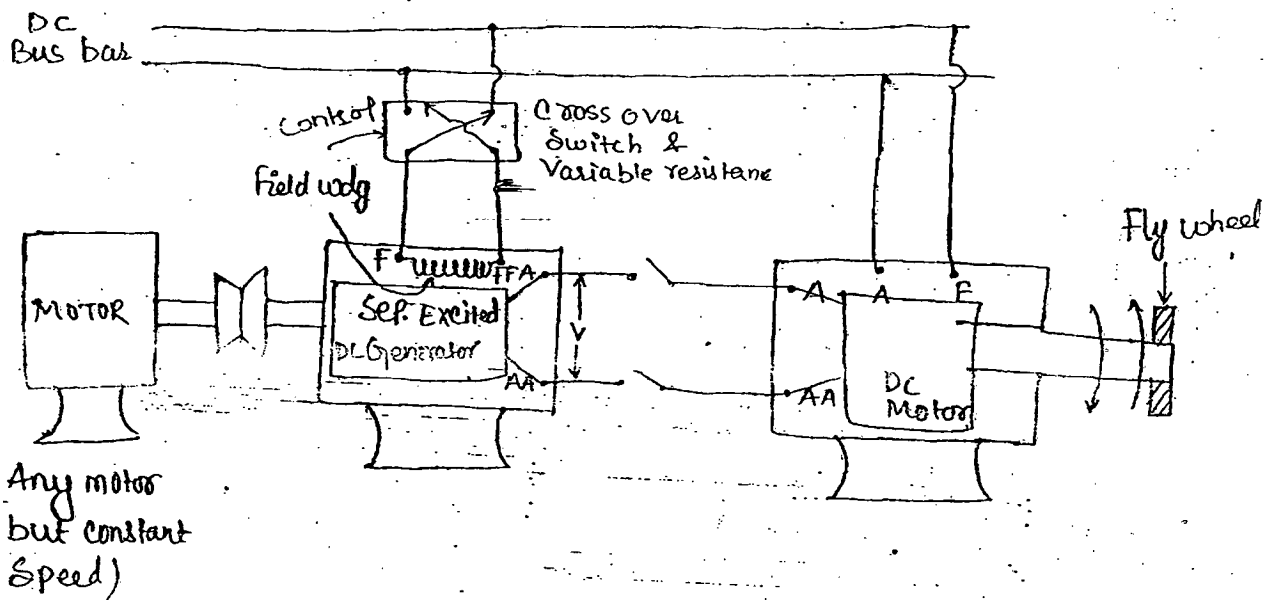 DC
Bus bar
Control
Cross over
Switch &
Variable resistane
Field wdg
Fly wheel
F
FF
A
A
A
F
MOTOR
Sep. Excited
DC Generator
V
AA
AA
DC
Motor
Any motor
but constant
Speed)